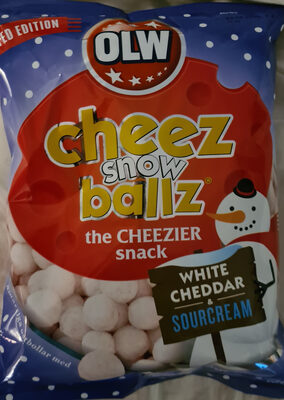 ED EDITION
OLW
cheez
snow
ballz
the CHEEZIER
snack
WHITE
CHEDDAR
&
SOURCREAM
bollar med